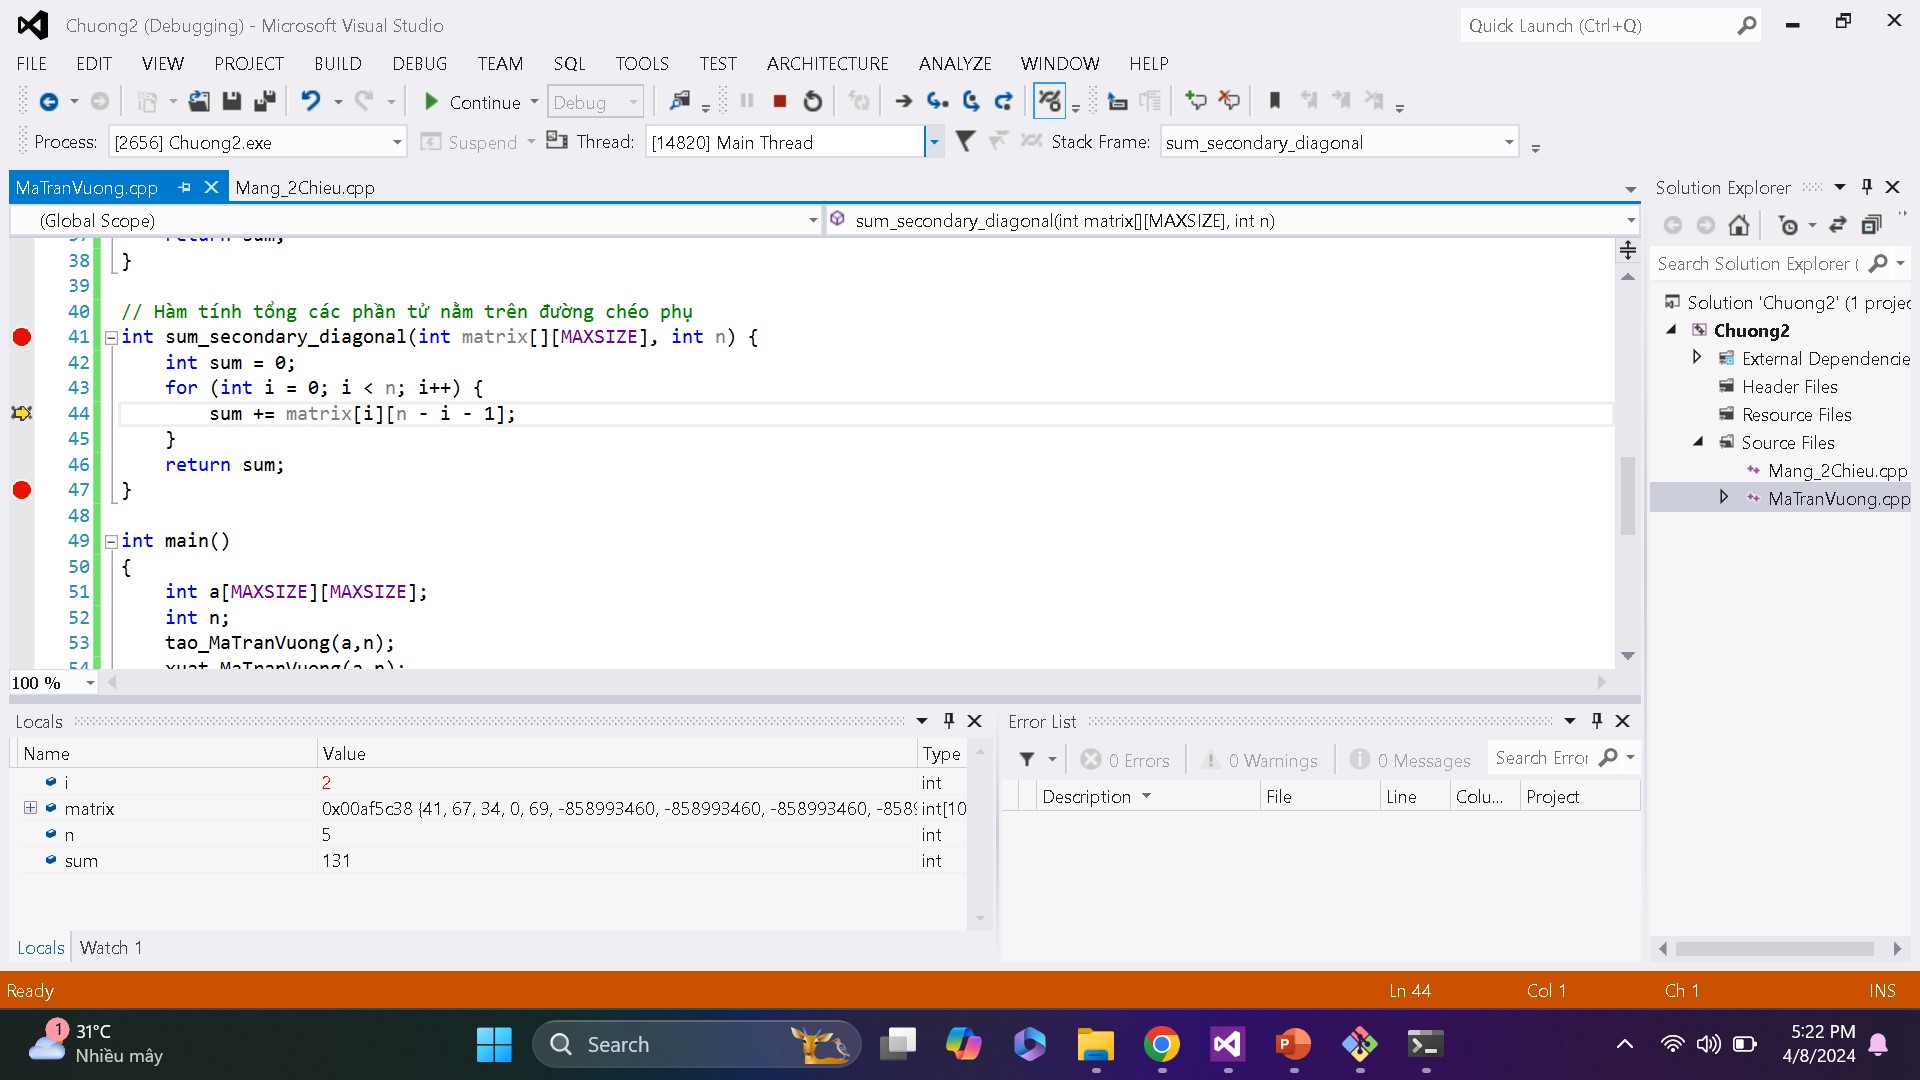 Chuong2 (Debugging) - Microsoft Visual Studio
Quick Launch (Ctrl+Q)
FILE EDIT VIEW PROJECT BUILD DEBUG TEAM SQL TOOLS TEST ARCHITECTURE ANALYZE WINDOW HELP
Continue Debug
Process: [2656] Chuong2.exe Suspend Thread: [14820] Main Thread Stack Frame: sum_secondary_diagonal
MaTranVuong.cpp Mang_2Chieu.cpp
(Global Scope) sum_secondary_diagonal(int matrix[][MAXSIZE], int n)
37 return sum;
38 }
39
40 // Hàm tính tổng các phần tử nằm trên đường chéo phụ
41 int sum_secondary_diagonal(int matrix[][MAXSIZE], int n) {
42 int sum = 0;
43 for (int i = 0; i < n; i++) {
44 sum += matrix[i][n - i - 1];
45 }
46 return sum;
47 }
48
49 int main()
50 {
51 int a[MAXSIZE][MAXSIZE];
52 int n;
53 tao_MaTranVuong(a,n);
54 xuat_MaTranVuong(a,n);
100 %
Solution Explorer
Search Solution Explorer (
Solution 'Chuong2' (1 projec
Chuong2
External Dependencie
Header Files
Resource Files
Source Files
Mang_2Chieu.cpp
MaTranVuong.cpp
Locals
Name Value Type
i 2 int
matrix 0x00af5c38 {41, 67, 34, 0, 69, -858993460, -858993460, -858993460, -8589 int[10
n 5 int
sum 131 int
Locals Watch 1
Error List
0 Errors 0 Warnings 0 Messages Search Error
Description File Line Colu... Project
Ready Ln 44 Col 1 Ch 1 INS
1 31°C
Nhiều mây
Search
5:22 PM
4/8/2024